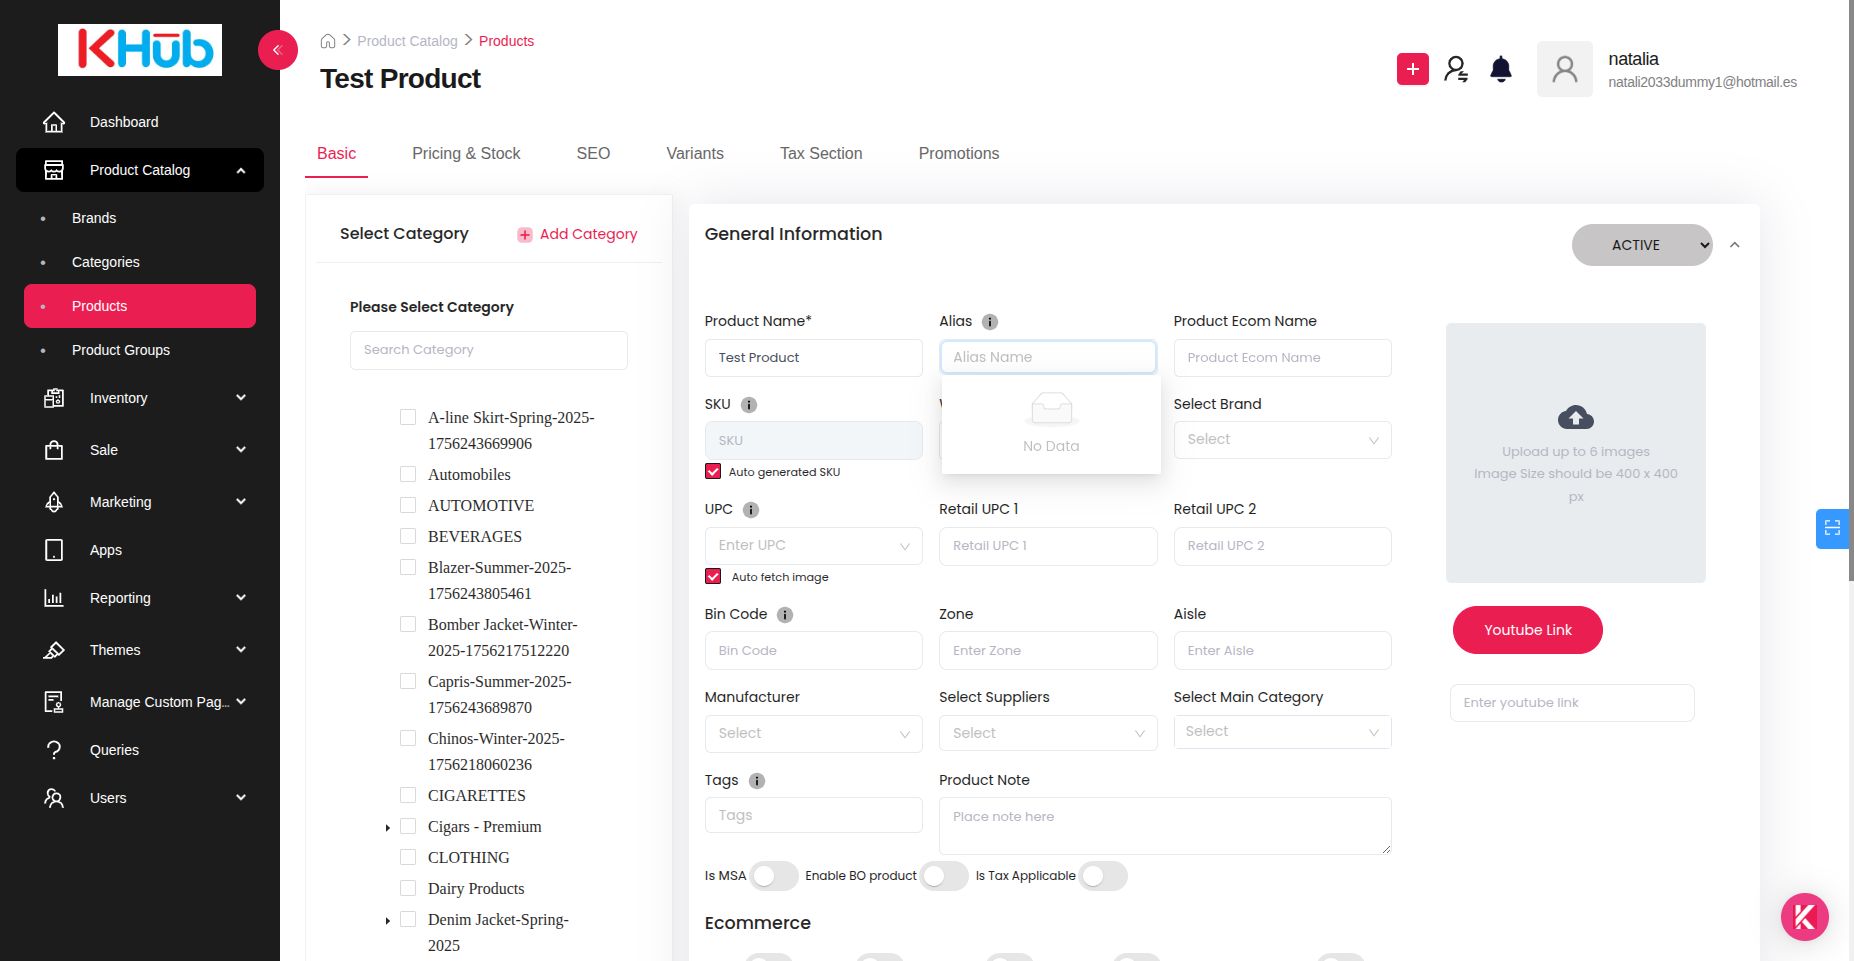 KHub
Dashboard
Product Catalog
Brands
Categories
Products
Product Groups
Inventory
Sale
Marketing
Apps
Reporting
Themes
Manage Custom Pag...
Queries
Users
Product Catalog
Products
Test Product
natalia
natali2033dummy1@hotmail.es
Basic
Pricing & Stock
SEO
Variants
Tax Section
Promotions
Select Category
Add Category
Please Select Category
Search Category
A-line Skirt-Spring-2025-
1756243669906
Automobiles
AUTOMOTIVE
BEVERAGES
Blazer-Summer-2025-
1756243805461
Bomber Jacket-Winter-
2025-1756217512220
Capris-Summer-2025-
1756243689870
Chinos-Winter-2025-
1756218060236
CIGARETTES
Cigars - Premium
CLOTHING
Dairy Products
Denim Jacket-Spring-
2025
General Information
ACTIVE
Product Name*
Alias
Product Ecom Name
Test Product
Alias Name
Product Ecom Name
SKU
Select Brand
SKU
Select
No Data
Auto generated SKU
UPC
Retail UPC 1
Retail UPC 2
Enter UPC
Retail UPC 1
Retail UPC 2
Auto fetch image
Bin Code
Zone
Aisle
Bin Code
Enter Zone
Enter Aisle
Manufacturer
Select Suppliers
Select Main Category
Select
Select
Select
Tags
Product Note
Tags
Place note here
Is MSA
Enable BO product
Is Tax Applicable
Ecommerce
Upload up to 6 images
Image Size should be 400 x 400
px
Youtube Link
Enter youtube link
K